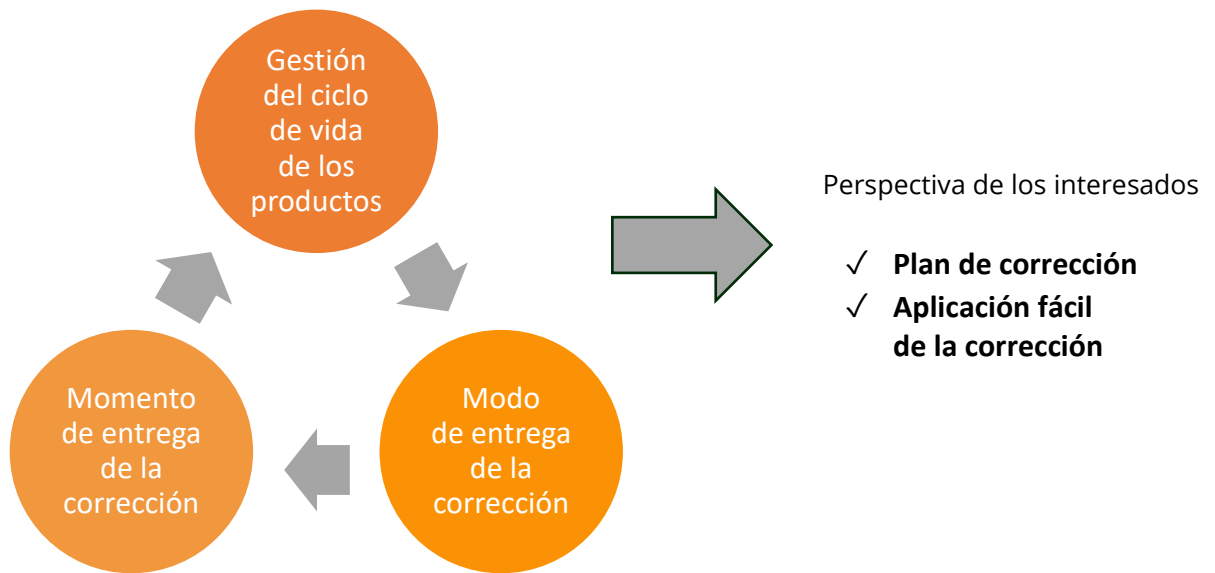 Gestión
del ciclo
de vida
de los
productos
Momento
de entrega
de la
corrección
Modo
de entrega
de la
corrección
Perspectiva de los interesados
✓ Plan de corrección
✓ Aplicación fácil
de la corrección